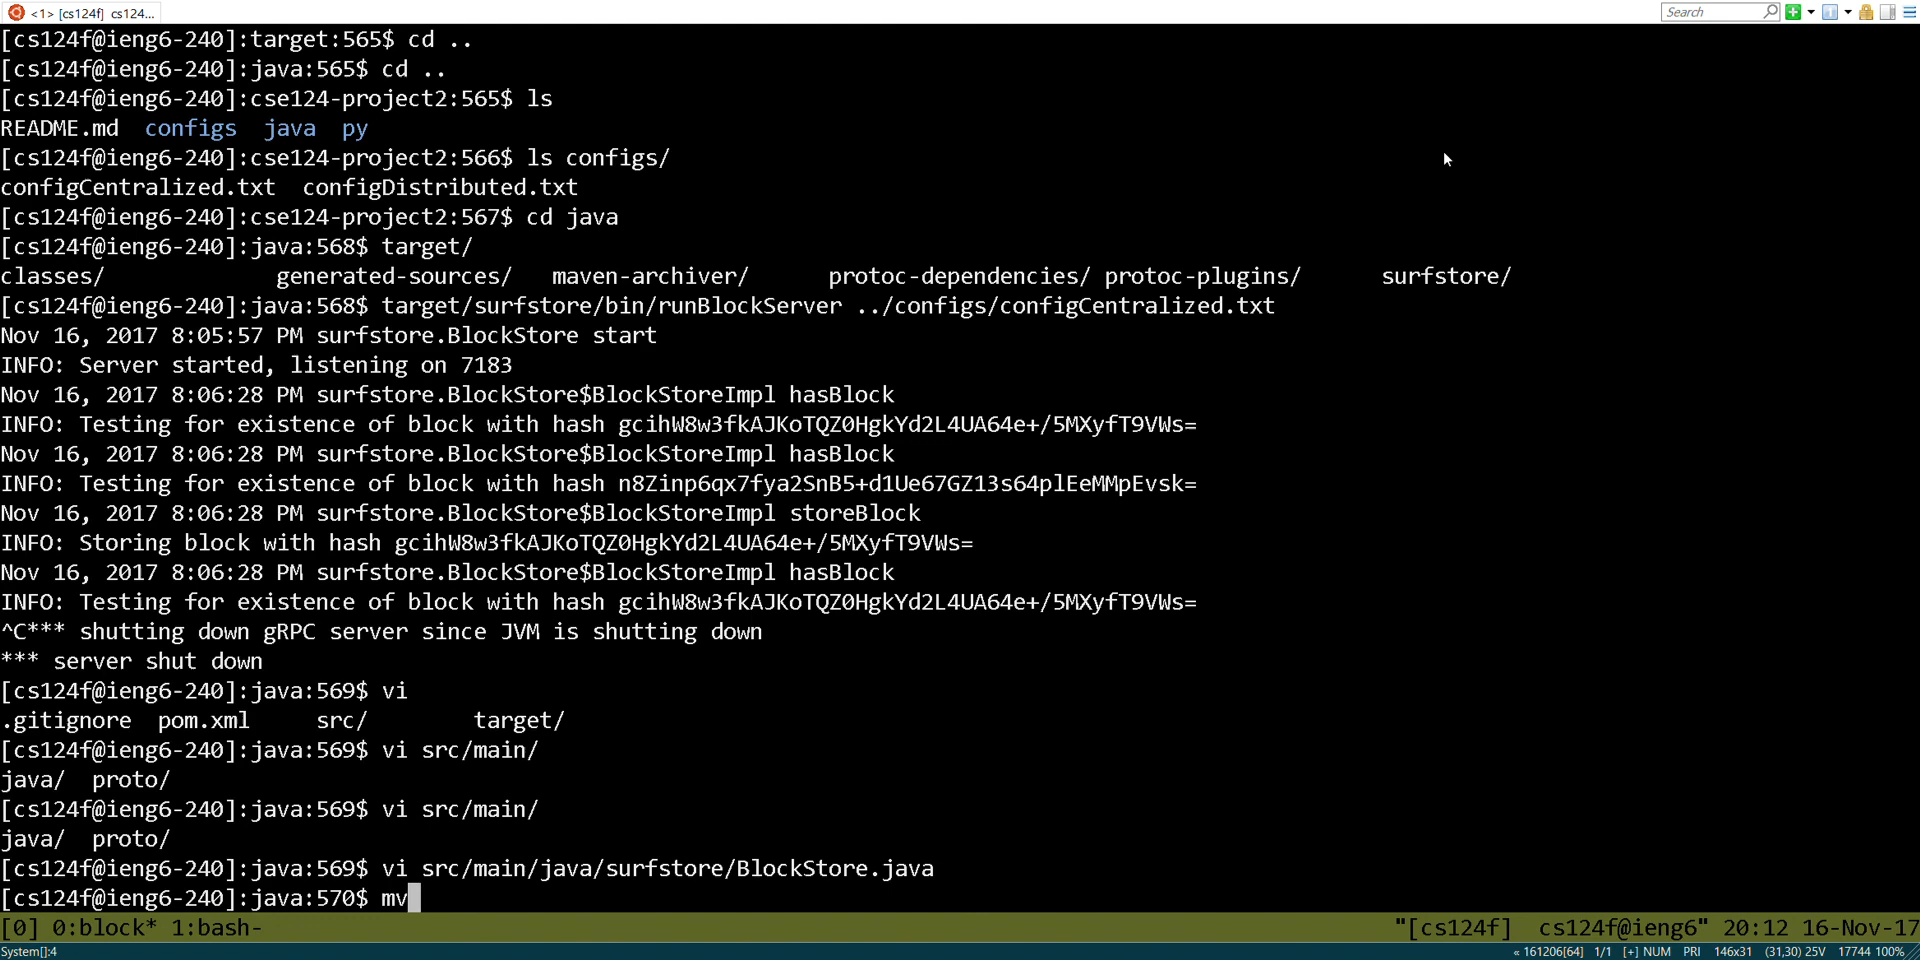 <1> [cs124f] cs124...
Search
[cs124f@ieng6-240]:target:565$ cd ..
[cs124f@ieng6-240]:java:565$ cd ..
[cs124f@ieng6-240]:cse124-project2:565$ ls
README.md  configs  java  py
[cs124f@ieng6-240]:cse124-project2:566$ ls configs/
configCentralized.txt  configDistributed.txt
[cs124f@ieng6-240]:cse124-project2:567$ cd java
[cs124f@ieng6-240]:java:568$ target/
classes/             generated-sources/   maven-archiver/      protoc-dependencies/ protoc-plugins/      surfstore/
[cs124f@ieng6-240]:java:568$ target/surfstore/bin/runBlockServer ../configs/configCentralized.txt
Nov 16, 2017 8:05:57 PM surfstore.BlockStore start
INFO: Server started, listening on 7183
Nov 16, 2017 8:06:28 PM surfstore.BlockStore$BlockStoreImpl hasBlock
INFO: Testing for existence of block with hash gcihW8w3fkAJKoTQZ0HgkYd2L4UA64e+/5MXyfT9VWs=
Nov 16, 2017 8:06:28 PM surfstore.BlockStore$BlockStoreImpl hasBlock
INFO: Testing for existence of block with hash n8Zinp6qx7fya2SnB5+d1Ue67GZ13s64plEeMMpEvsk=
Nov 16, 2017 8:06:28 PM surfstore.BlockStore$BlockStoreImpl storeBlock
INFO: Storing block with hash gcihW8w3fkAJKoTQZ0HgkYd2L4UA64e+/5MXyfT9VWs=
Nov 16, 2017 8:06:28 PM surfstore.BlockStore$BlockStoreImpl hasBlock
INFO: Testing for existence of block with hash gcihW8w3fkAJKoTQZ0HgkYd2L4UA64e+/5MXyfT9VWs=
^C*** shutting down gRPC server since JVM is shutting down
*** server shut down
[cs124f@ieng6-240]:java:569$ vi
.gitignore  pom.xml     src/        target/
[cs124f@ieng6-240]:java:569$ vi src/main/
java/  proto/
[cs124f@ieng6-240]:java:569$ vi src/main/
java/  proto/
[cs124f@ieng6-240]:java:569$ vi src/main/java/surfstore/BlockStore.java
[cs124f@ieng6-240]:java:570$ mv
[0] 0:block* 1:bash-  "[cs124f]  cs124f@ieng6" 20:12 16-Nov-17
System[]:4  « 161206[64]  1/1  [+] NUM  PRI  146x31  (31,30) 25V  17744 100%